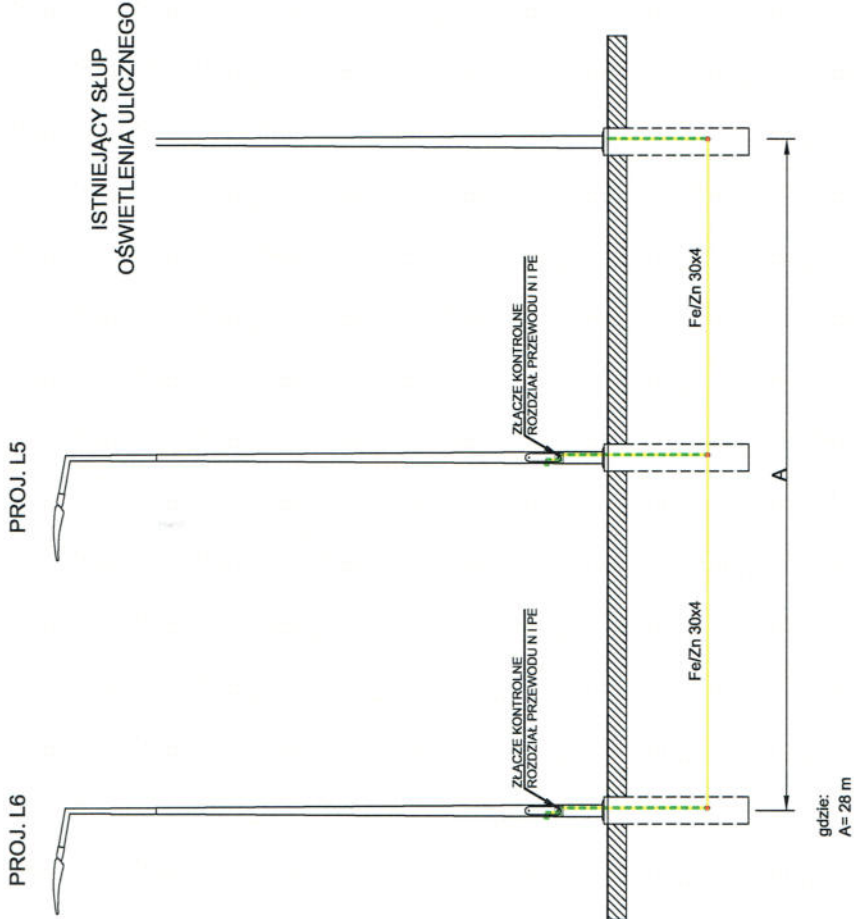 ISTNIEJĄCY SŁUP
OŚWIETLENIA ULICZNEGO
PROJ. L5
PROJ. L6
ZŁĄCZE KONTROLNE
ROZDZIAŁ PRZEWODU N I PE
ZŁĄCZE KONTROLNE
ROZDZIAŁ PRZEWODU N I PE
Fe/Zn 30x4
Fe/Zn 30x4
A
gdzie:
A= 28 m